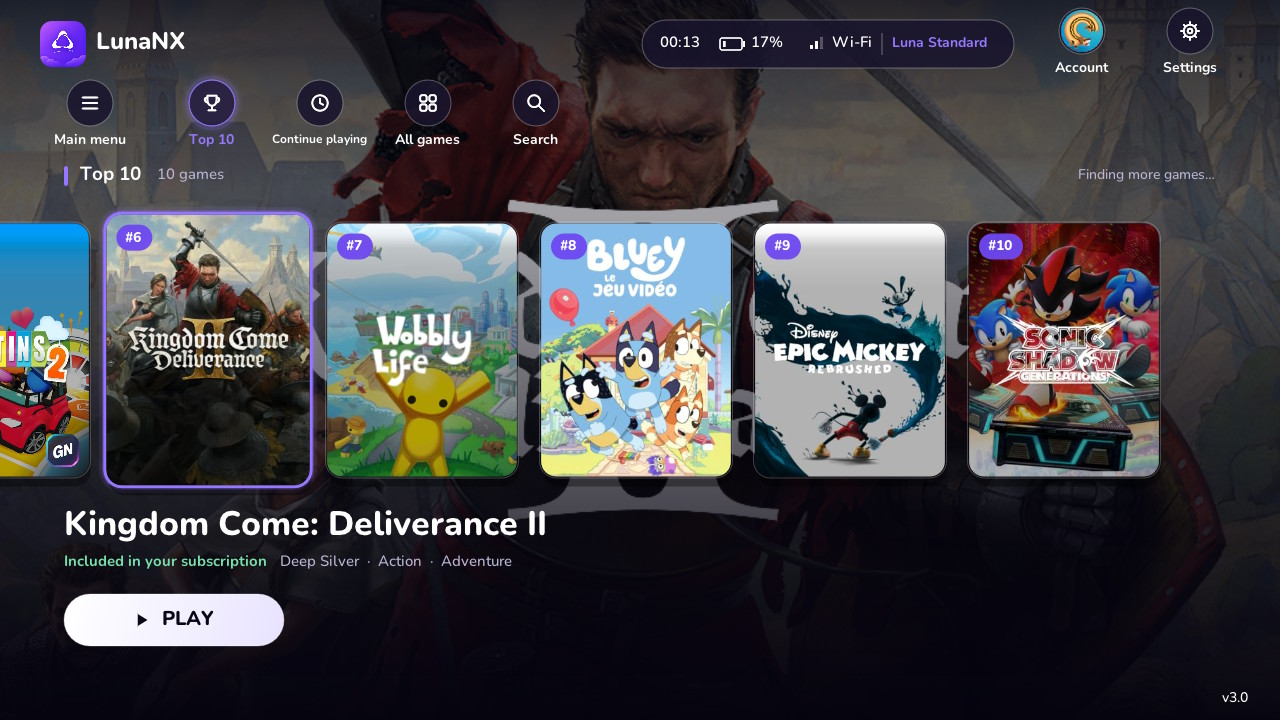 LunaNX
00:13
17%
Wi-Fi
Luna Standard
Account
Settings
Main menu
Top 10
Continue playing
All games
Search
Top 10
10 games
Finding more games...
TINS
2
GN
#6
Kingdom Come
Deliverance
II
#7
Wobbly
Life
#8
BLUEY
LE
JEU VIDÉO
#9
Disney
EPIC MICKEY
REBRUSHED
#10
SONIC
X
SHADOW
GENERATIONS
Kingdom Come: Deliverance II
Included in your subscription
Deep Silver · Action · Adventure
PLAY
v3.0